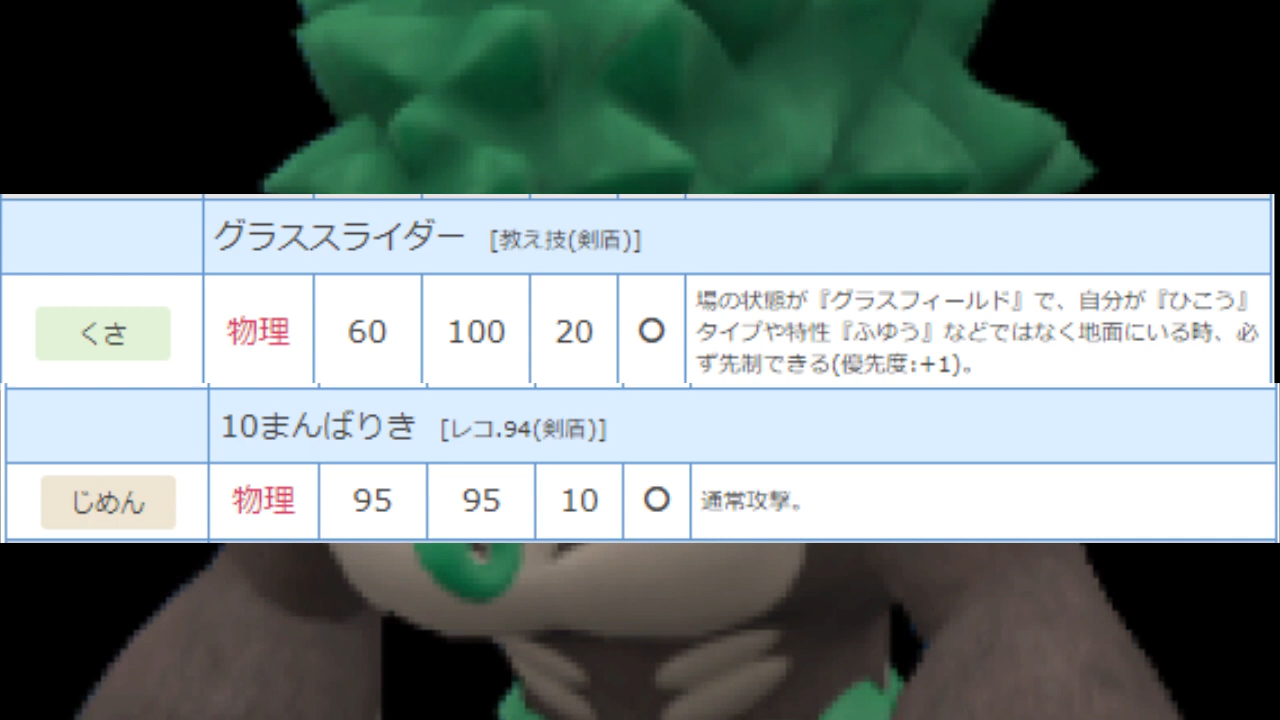 グラススライダー [教え技(剣盾)]
くさ 物理 60 100 20 ○ 場の状態が『グラスフィールド』で、自分が『ひこう』
タイプや特性『ふゆう』などではなく地面にいる時、必
ず先制できる(優先度:+1)。
10まんばりき [レコ.94(剣盾)]
じめん 物理 95 95 10 ○ 通常攻撃。